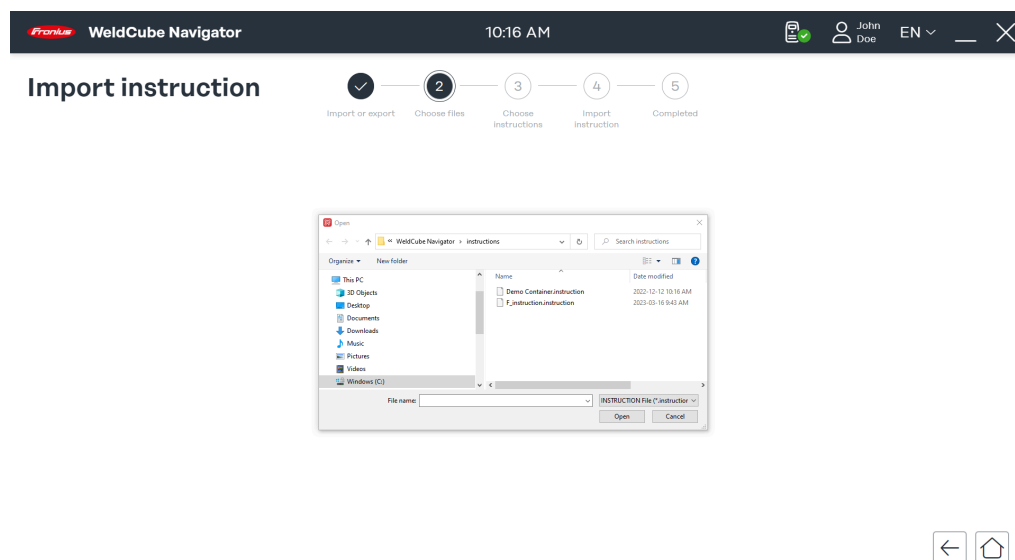 Fronius WeldCube Navigator 10:16 AM John Doe EN
Import instruction
2 3 4 5
Import or export Choose files Choose instructions Import instruction Completed
Open
« WeldCube Navigator › instructions Search instructions
Organize New folder
Name Date modified
This PC
3D Objects
Desktop
Documents
Downloads
Music
Pictures
Videos
Windows (C:)
Demo Container.instruction 2022-12-12 10:16 AM
F_instruction.instruction 2023-03-16 9:43 AM
File name: INSTRUCTION File (*.instruction
Open Cancel